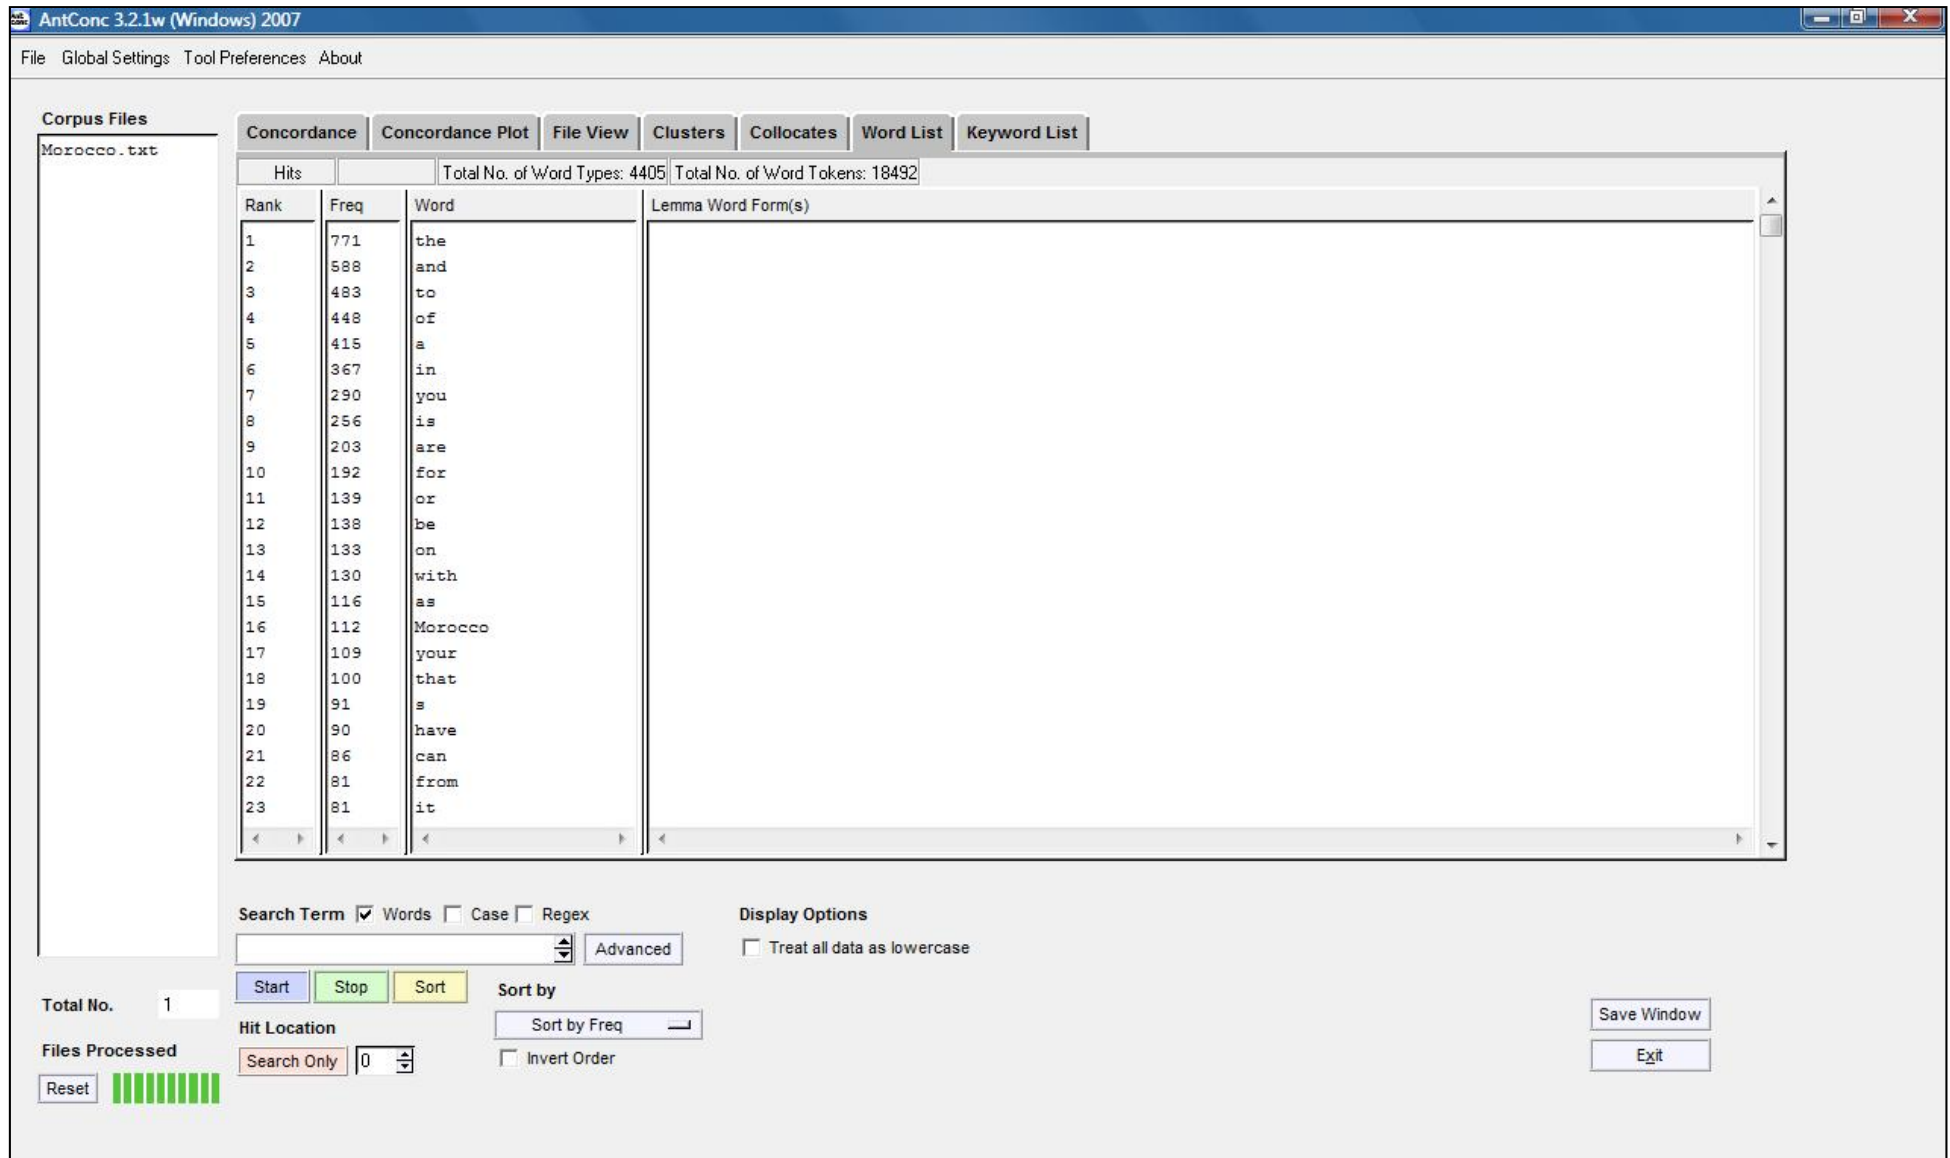 AntConc 3.2.1w (Windows) 2007
File Global Settings Tool Preferences About
Corpus Files
Morocco.txt
Concordance Concordance Plot File View Clusters Collocates Word List Keyword List
Hits Total No. of Word Types: 4405 Total No. of Word Tokens: 18492
Rank Freq Word Lemma Word Form(s)
1 771 the
2 588 and
3 483 to
4 448 of
5 415 a
6 367 in
7 290 you
8 256 is
9 203 are
10 192 for
11 139 or
12 138 be
13 133 on
14 130 with
15 116 as
16 112 Morocco
17 109 your
18 100 that
19 91 s
20 90 have
21 86 can
22 81 from
23 81 it
Search Term Words Case Regex
Advanced
Start Stop Sort
Hit Location
Search Only 0
Sort by
Sort by Freq
Invert Order
Display Options
Treat all data as lowercase
Total No. 1
Files Processed
Reset
Save Window
Exit